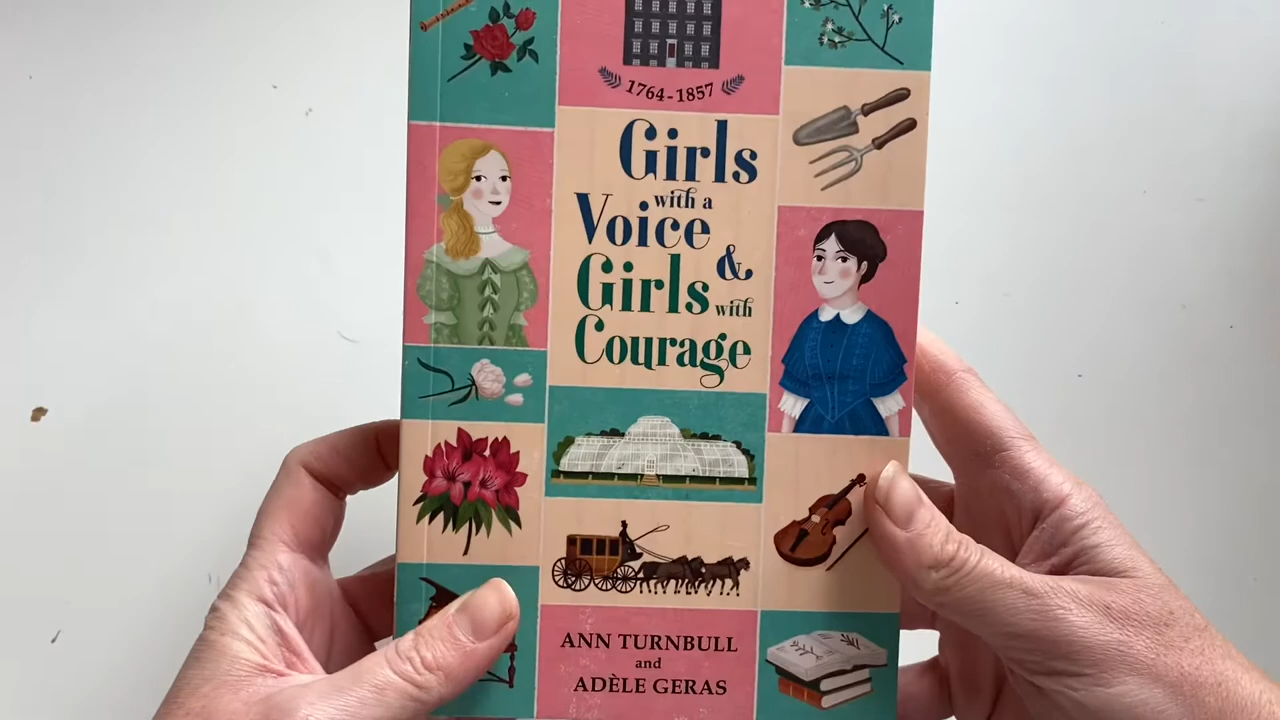 1764-1857
Girls
with a
Voice
&
Girls with
Courage
ANN TURNBULL
and
ADÈLE GERAS